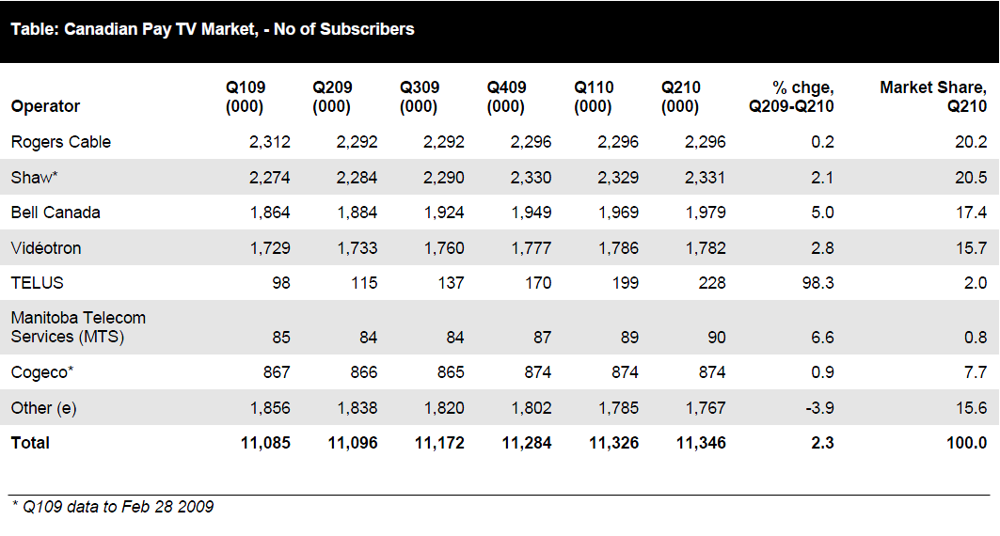 Table: Canadian Pay TV Market, - No of Subscribers
Operator Q109 (000) Q209 (000) Q309 (000) Q409 (000) Q110 (000) Q210 (000) % chge, Q209-Q210 Market Share, Q210
Rogers Cable 2,312 2,292 2,292 2,296 2,296 2,296 0.2 20.2
Shaw* 2,274 2,284 2,290 2,330 2,329 2,331 2.1 20.5
Bell Canada 1,864 1,884 1,924 1,949 1,969 1,979 5.0 17.4
Vidéotron 1,729 1,733 1,760 1,777 1,786 1,782 2.8 15.7
TELUS 98 115 137 170 199 228 98.3 2.0
Manitoba Telecom
Services (MTS) 85 84 84 87 89 90 6.6 0.8
Cogeco* 867 866 865 874 874 874 0.9 7.7
Other (e) 1,856 1,838 1,820 1,802 1,785 1,767 -3.9 15.6
Total 11,085 11,096 11,172 11,284 11,326 11,346 2.3 100.0
* Q109 data to Feb 28 2009